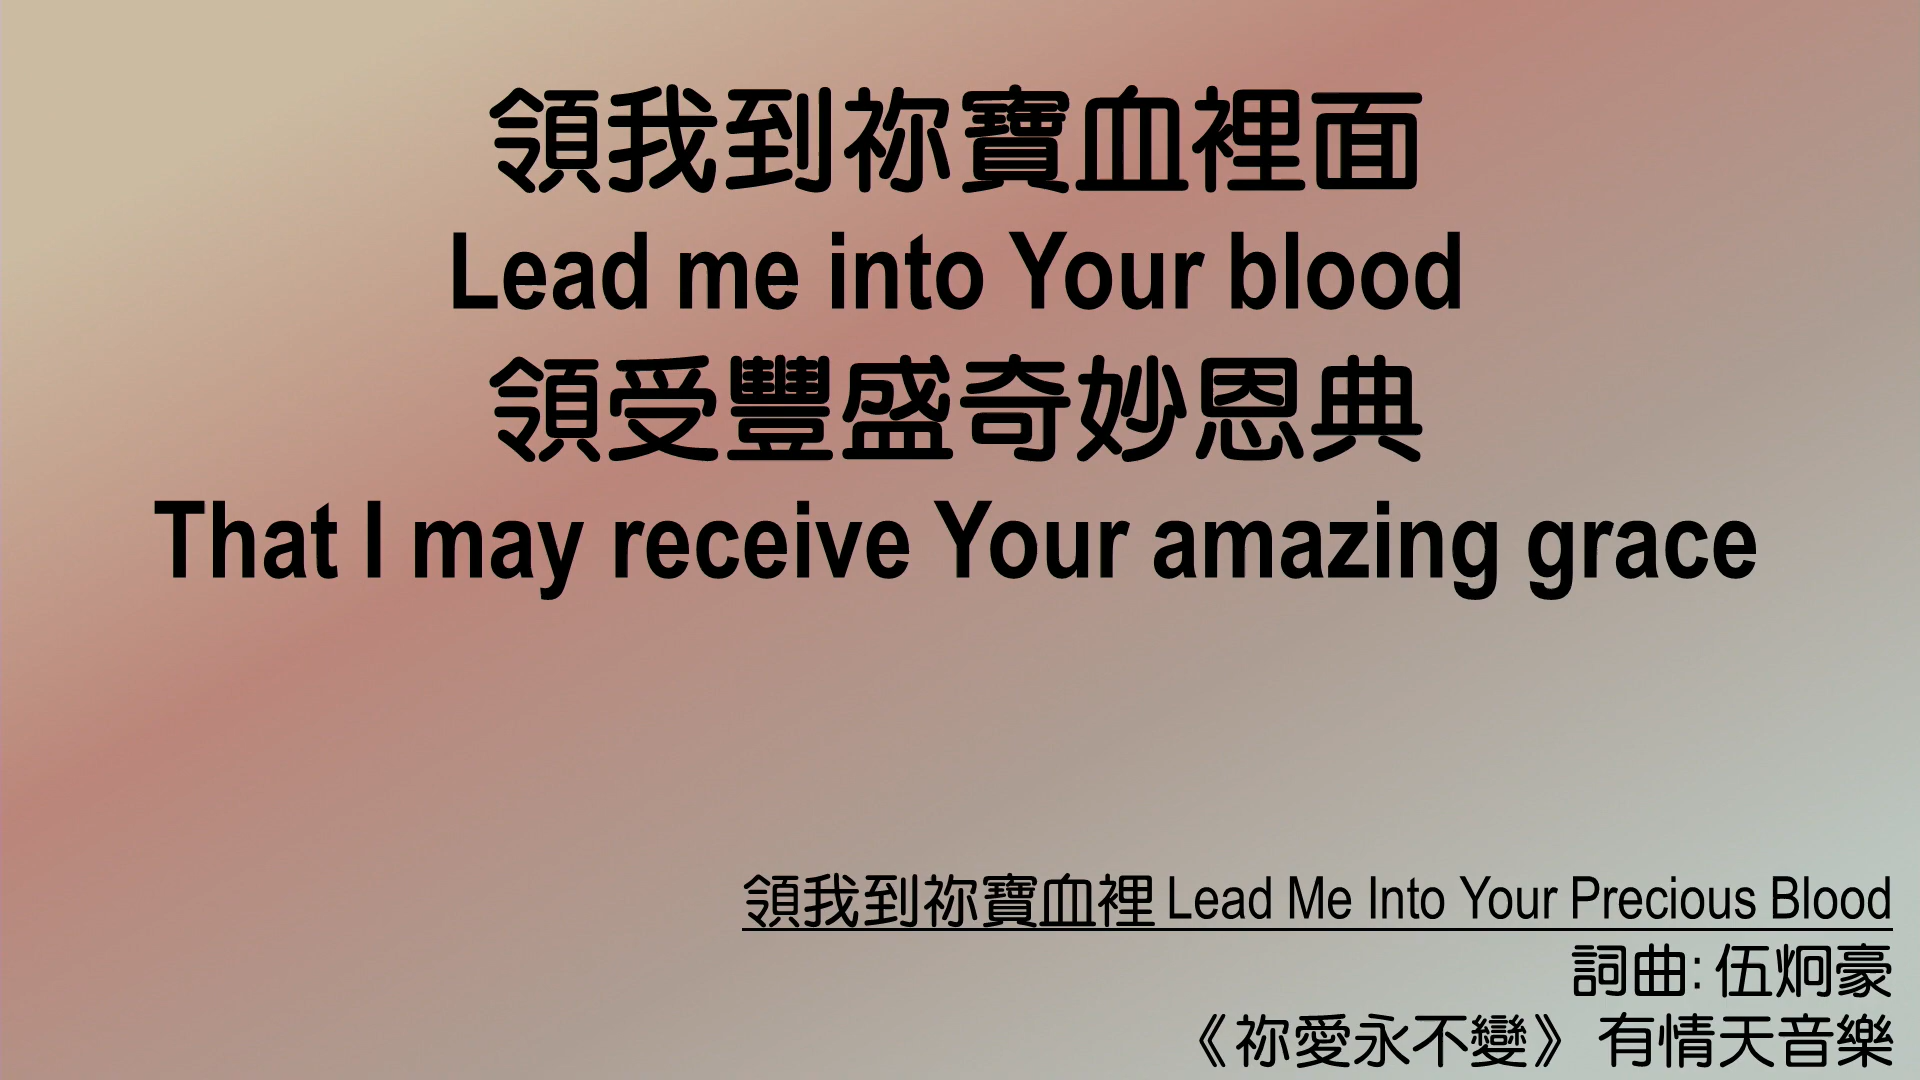 領我到祢寶血裡面
Lead me into Your blood
領受豐盛奇妙恩典
That I may receive Your amazing grace
領我到祢寶血裡 Lead Me Into Your Precious Blood
詞曲: 伍炯豪
《祢愛永不變》 有情天音樂